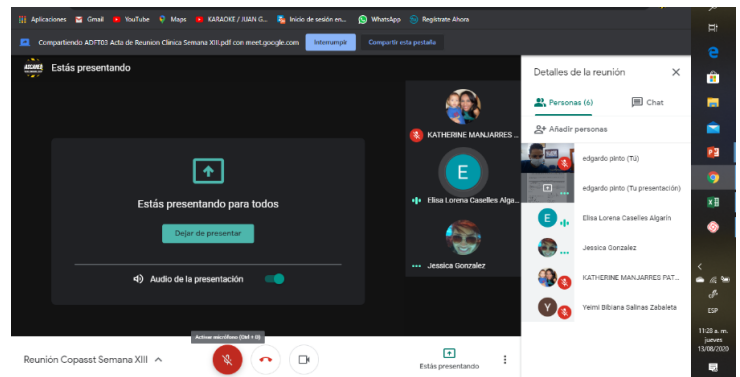 Aplicaciones Gmail YouTube Maps KARAOKE / JUAN G... Inicio de sesión en... WhatsApp Regístrate Ahora
Compartiendo ADFT03 Acta de Reunion Clinica Semana XIII.pdf con meet.google.com Interrumpir Compartir esta pestaña
Estás presentando
Estás presentando para todos
Dejar de presentar
Audio de la presentación
KATHERINE MANJARRES ...
E
Elisa Lorena Caselles Alga...
Jessica Gonzalez
Detalles de la reunión
Personas (6) Chat
Añadir personas
edgardo pinto (Tú)
edgardo pinto (Tu presentación)
E Elisa Lorena Caselles Algarin
Jessica Gonzalez
KATHERINE MANJARRES PAT...
Y Yeimi Bibiana Salinas Zabaleta
Activar micrófono (Ctrl + D)
Reunión Copasst Semana XIII
Estás presentando
ESP
11:28 a. m.
jueves
13/08/2020